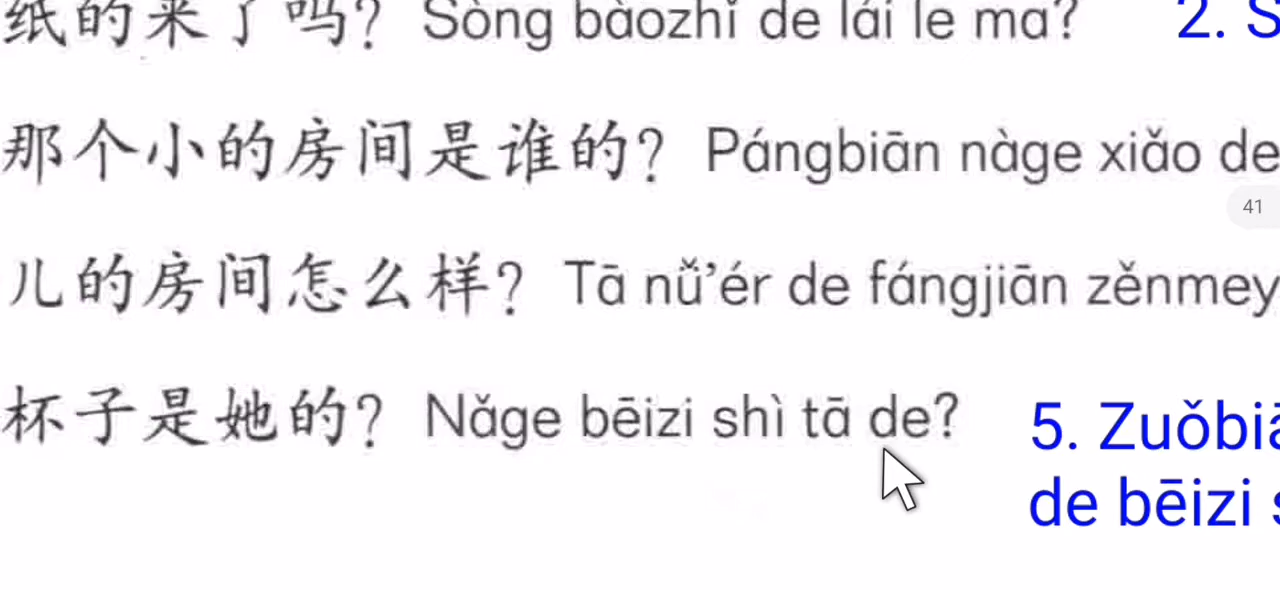 纸的来了吗？ Sòng bàozhǐ de lái le ma? 2. S
那个小的房间是谁的？ Pángbiān nàge xiǎo de
41
儿的房间怎么样？ Tā nǚ’ér de fángjiān zěnmey
杯子是她的？ Nǎge bēizi shì tā de? 5. Zuǒbiā
de bēizi s